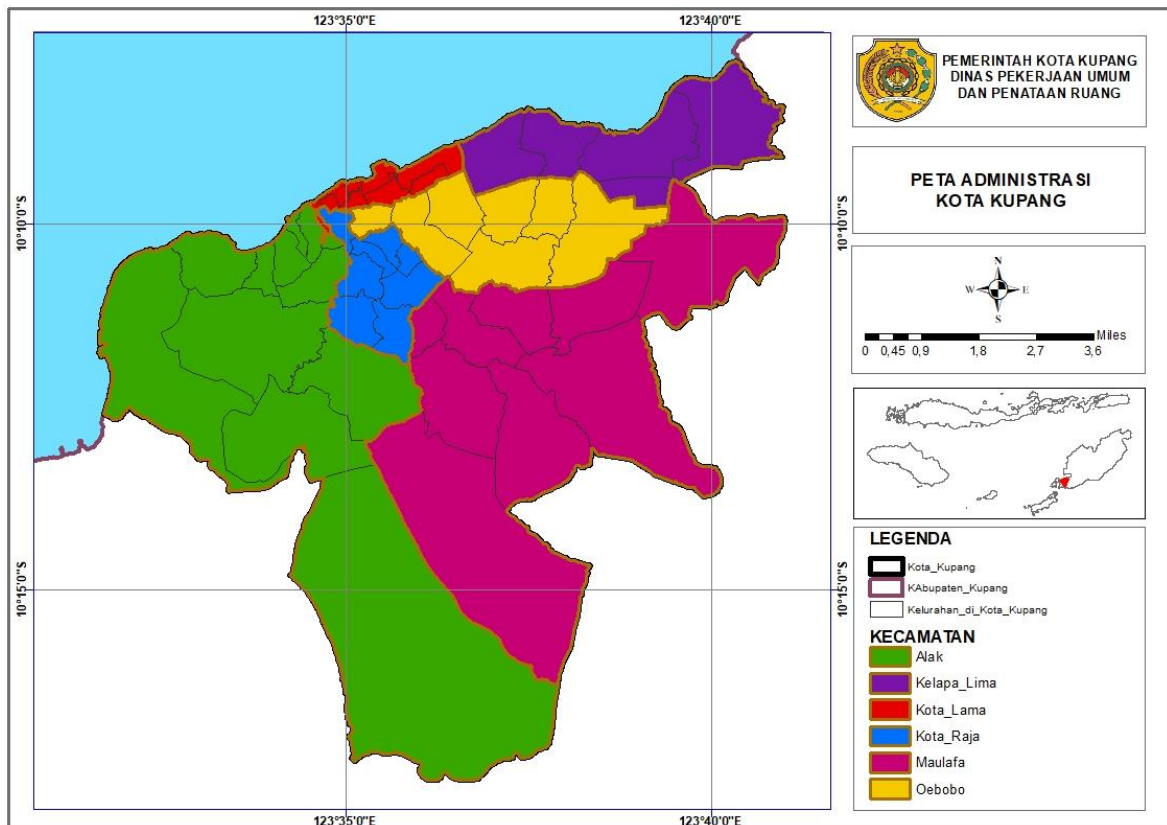 123°35'0"E
123°40'0"E
10°10'0"S
10°10'0"S
10°15'0"S
10°15'0"S
123°35'0"E
123°40'0"E
PEMERINTAH KOTA KUPANG
DINAS PEKERJAAN UMUM
DAN PENATAAN RUANG
PETA ADMINISTRASI
KOTA KUPANG
N
W
E
S
Miles
0 0,45 0,9 1,8 2,7 3,6
LEGENDA
Kota_Kupang
KAbupaten_Kupang
Kelurahan_di_Kota_Kupang
KECAMATAN
Alak
Kelapa_Lima
Kota_Lama
Kota_Raja
Maulafa
Oebobo